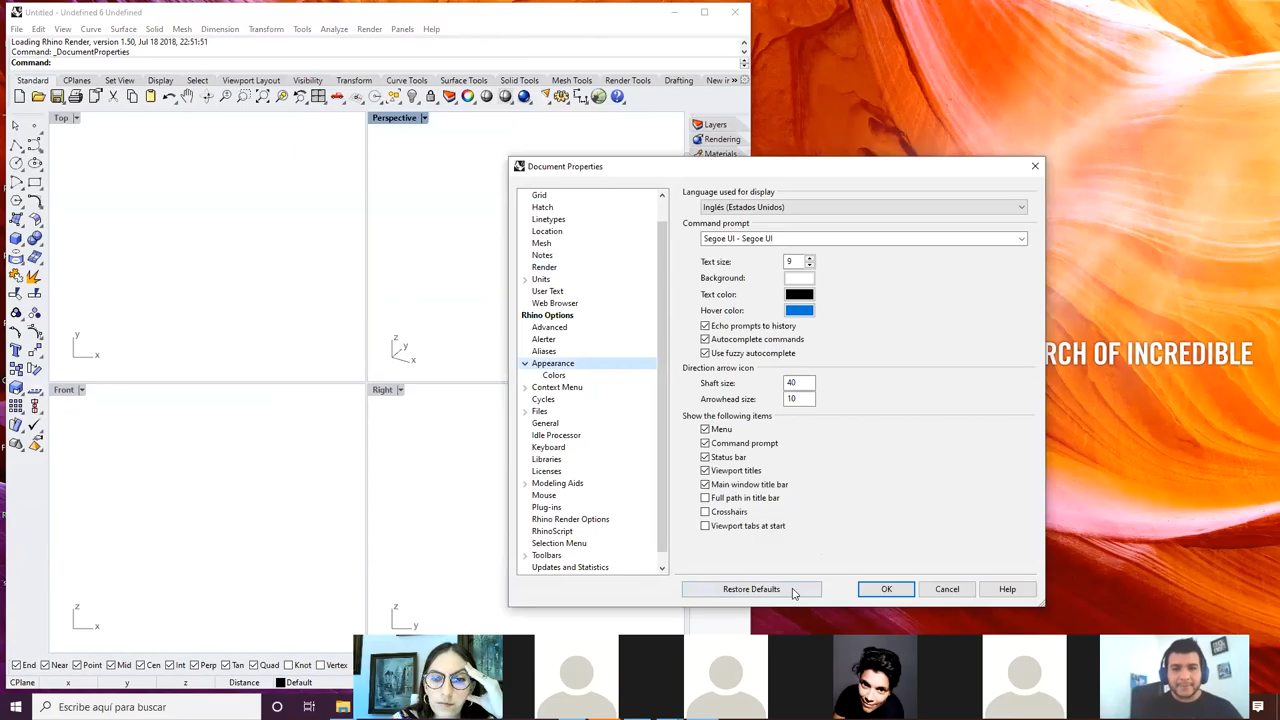 Untitled - Undefined 6 Undefined
File Edit View Curve Surface Solid Mesh Dimension Transform Tools Analyze Render Panels Help
Loading Rhino Render, version 1.50, Jul 18 2018, 22:51:51
Command: _DocumentProperties
Command:
Standard CPlanes Set View Display Select Viewport Layout Visibility Transform Curve Tools Surface Tools Solid Tools Mesh Tools Render Tools Drafting New ir »
Top
Perspective
Layers
Rendering
Materials
y
x
z
y
x
Front
Right
z
x
z
y
Document Properties
Grid
Hatch
Linetypes
Location
Mesh
Notes
Render
Units
User Text
Web Browser
Rhino Options
Advanced
Alerter
Aliases
Appearance
Colors
Context Menu
Cycles
Files
General
Idle Processor
Keyboard
Libraries
Licenses
Modeling Aids
Mouse
Plug-ins
Rhino Render Options
RhinoScript
Selection Menu
Toolbars
Updates and Statistics
Language used for display
Inglés (Estados Unidos)
Command prompt
Segoe UI - Segoe UI
Text size: 9
Background:
Text color:
Hover color:
Echo prompts to history
Autocomplete commands
Use fuzzy autocomplete
Direction arrow icon
Shaft size: 40
Arrowhead size: 10
Show the following items
Menu
Command prompt
Status bar
Viewport titles
Main window title bar
Full path in title bar
Crosshairs
Viewport tabs at start
Restore Defaults OK Cancel Help
RCH OF INCREDIBLE
End Near Point Mid Cen Int Perp Tan Quad Knot Vertex
CPlane x y z Distance Default
Escribe aquí para buscar